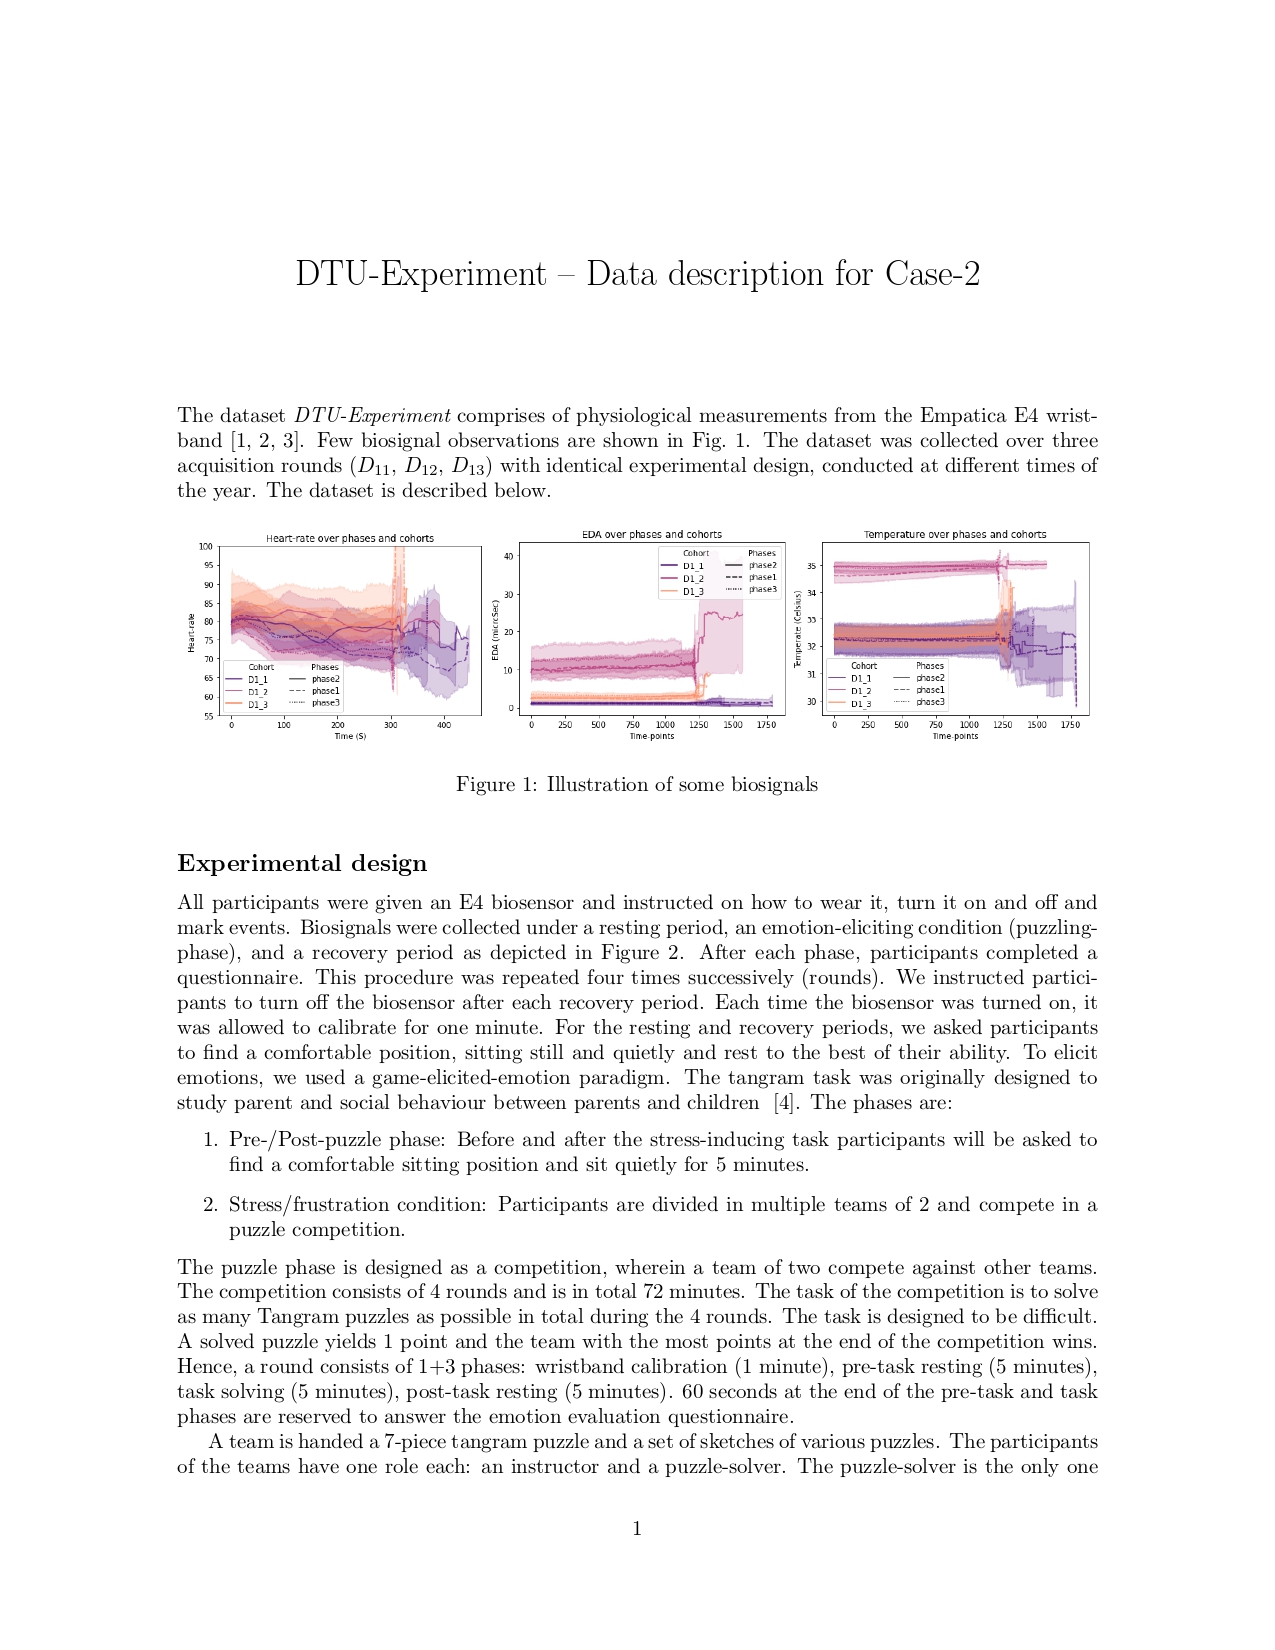 DTU-Experiment – Data description for Case-2
The dataset DTU-Experiment comprises of physiological measurements from the Empatica E4 wrist-
band [1, 2, 3]. Few biosignal observations are shown in Fig. 1. The dataset was collected over three
acquisition rounds (D11, D12, D13) with identical experimental design, conducted at different times of
the year. The dataset is described below.
Heart-rate over phases and cohorts
100
95
90
85
80
75
70
65
60
55
Heart-rate
Cohort Phases
D1_1 phase2
D1_2 phase1
D1_3 phase3
0 100 200 300 400
Time (S)
EDA over phases and cohorts
40
30
20
10
0
EDA (micrSec)
Cohort Phases
D1_1 phase2
D1_2 phase1
D1_3 phase3
0 250 500 750 1000 1250 1500 1750
Time-points
Temperature over phases and cohorts
35
34
33
32
31
30
Temperate (Celsius)
Cohort Phases
D1_1 phase2
D1_2 phase1
D1_3 phase3
0 250 500 750 1000 1250 1500 1750
Time-points
Figure 1: Illustration of some biosignals
Experimental design
All participants were given an E4 biosensor and instructed on how to wear it, turn it on and off and
mark events. Biosignals were collected under a resting period, an emotion-eliciting condition (puzzling-
phase), and a recovery period as depicted in Figure 2. After each phase, participants completed a
questionnaire. This procedure was repeated four times successively (rounds). We instructed partici-
pants to turn off the biosensor after each recovery period. Each time the biosensor was turned on, it
was allowed to calibrate for one minute. For the resting and recovery periods, we asked participants
to find a comfortable position, sitting still and quietly and rest to the best of their ability. To elicit
emotions, we used a game-elicited-emotion paradigm. The tangram task was originally designed to
study parent and social behaviour between parents and children [4]. The phases are:
1. Pre-/Post-puzzle phase: Before and after the stress-inducing task participants will be asked to
find a comfortable sitting position and sit quietly for 5 minutes.
2. Stress/frustration condition: Participants are divided in multiple teams of 2 and compete in a
puzzle competition.
The puzzle phase is designed as a competition, wherein a team of two compete against other teams.
The competition consists of 4 rounds and is in total 72 minutes. The task of the competition is to solve
as many Tangram puzzles as possible in total during the 4 rounds. The task is designed to be difficult.
A solved puzzle yields 1 point and the team with the most points at the end of the competition wins.
Hence, a round consists of 1+3 phases: wristband calibration (1 minute), pre-task resting (5 minutes),
task solving (5 minutes), post-task resting (5 minutes). 60 seconds at the end of the pre-task and task
phases are reserved to answer the emotion evaluation questionnaire.
A team is handed a 7-piece tangram puzzle and a set of sketches of various puzzles. The participants
of the teams have one role each: an instructor and a puzzle-solver. The puzzle-solver is the only one
1